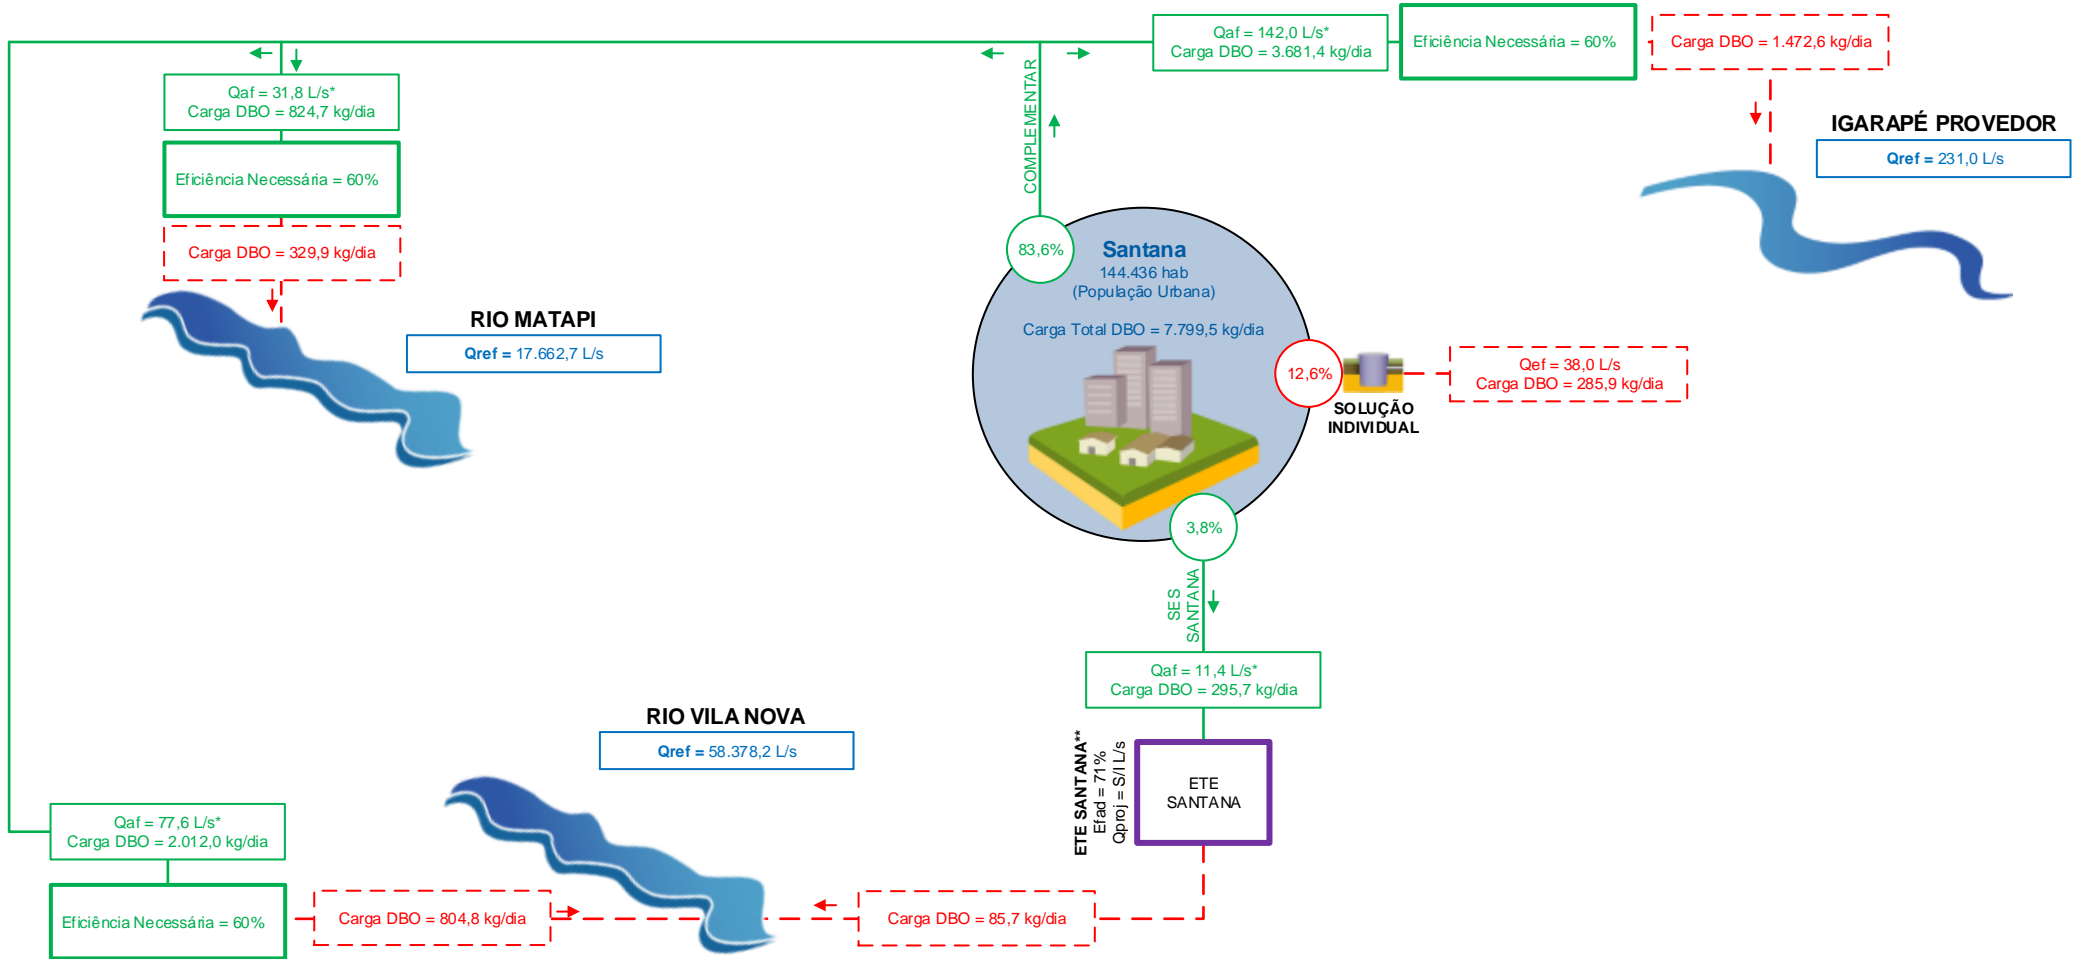 Qaf = 142,0 L/s*
Carga DBO = 3.681,4 kg/dia
Eficiência Necessária = 60%
Carga DBO = 1.472,6 kg/dia
IGARAPÉ PROVEDOR
Qref = 231,0 L/s
Qaf = 31,8 L/s*
Carga DBO = 824,7 kg/dia
Eficiência Necessária = 60%
Carga DBO = 329,9 kg/dia
RIO MATAPI
Qref = 17.662,7 L/s
COMPLEMENTAR
83,6%
Santana
144.436 hab
(População Urbana)
Carga Total DBO = 7.799,5 kg/dia
12,6%
SOLUÇÃO
INDIVIDUAL
Qef = 38,0 L/s
Carga DBO = 285,9 kg/dia
3,8%
SES
SANTANA
Qaf = 11,4 L/s*
Carga DBO = 295,7 kg/dia
ETE SANTANA**
Efad = 71%
Qproj = S/I L/s
ETE
SANTANA
RIO VILA NOVA
Qref = 58.378,2 L/s
Qaf = 77,6 L/s*
Carga DBO = 2.012,0 kg/dia
Eficiência Necessária = 60%
Carga DBO = 804,8 kg/dia
Carga DBO = 85,7 kg/dia